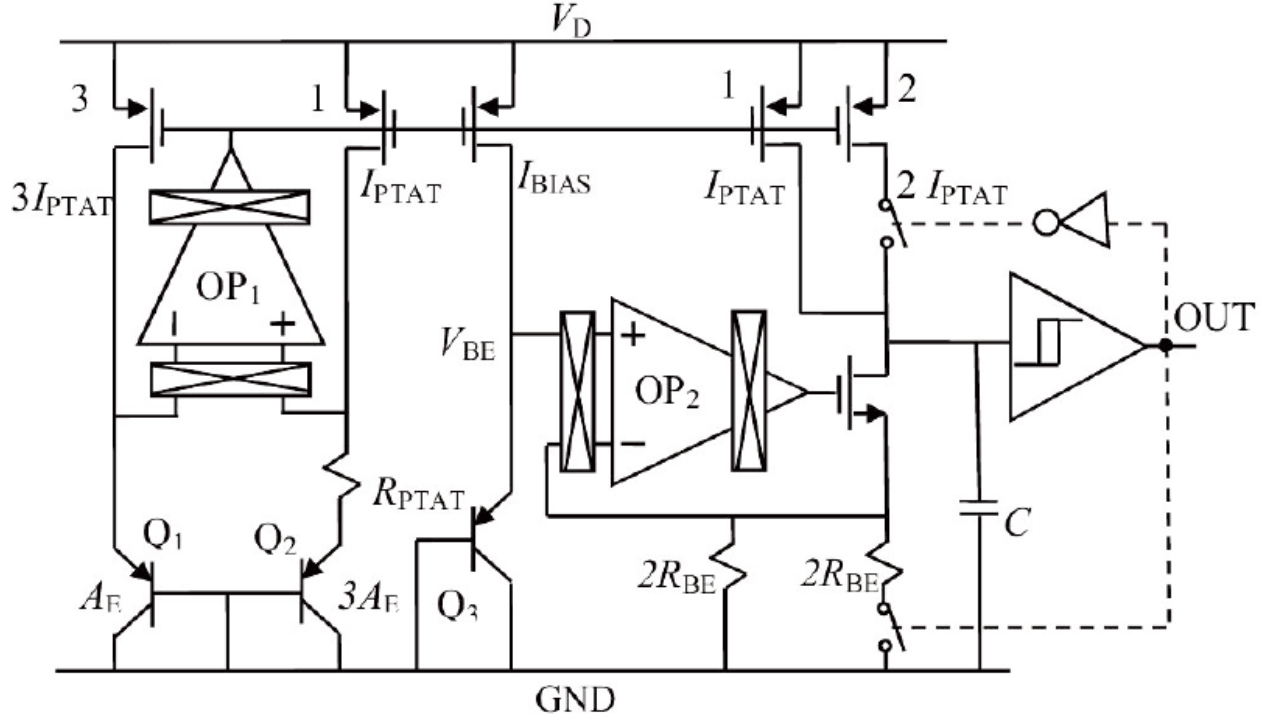 V_D
3
1
1
2
3I_PTAT
I_PTAT
I_BIAS
I_PTAT
2 I_PTAT
OP_1
− +
OUT
V_BE
+
OP_2
−
R_PTAT
C
Q_1
Q_2
2R_BE
2R_BE
A_E
3A_E
Q_3
GND